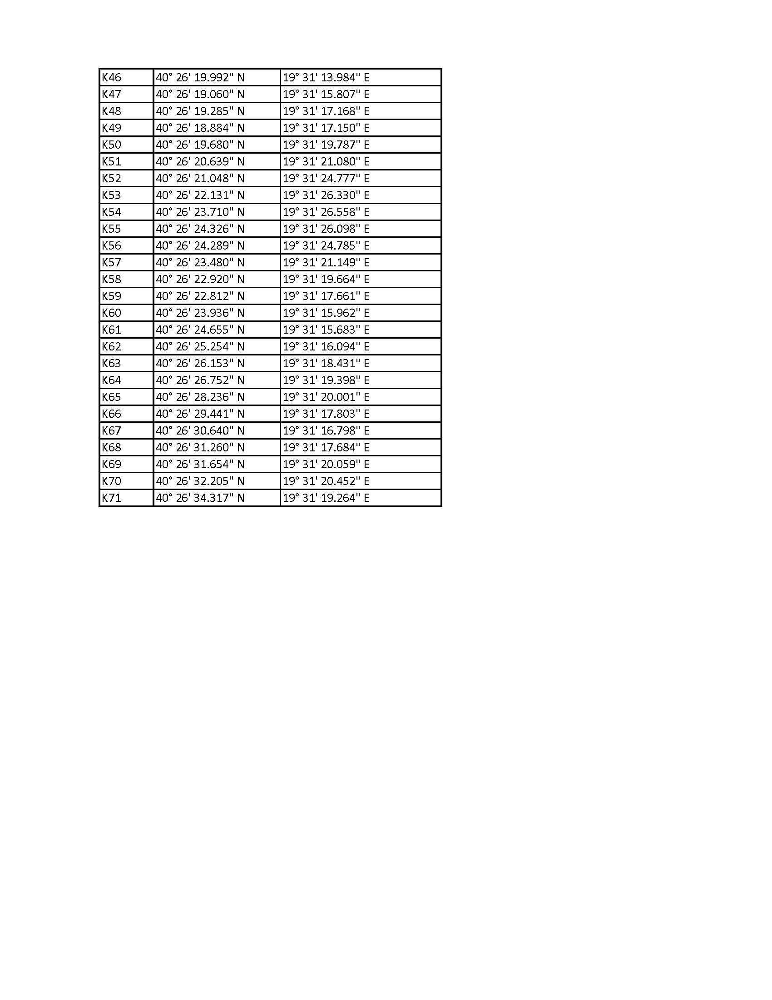 K46 40° 26' 19.992" N 19° 31' 13.984" E
K47 40° 26' 19.060" N 19° 31' 15.807" E
K48 40° 26' 19.285" N 19° 31' 17.168" E
K49 40° 26' 18.884" N 19° 31' 17.150" E
K50 40° 26' 19.680" N 19° 31' 19.787" E
K51 40° 26' 20.639" N 19° 31' 21.080" E
K52 40° 26' 21.048" N 19° 31' 24.777" E
K53 40° 26' 22.131" N 19° 31' 26.330" E
K54 40° 26' 23.710" N 19° 31' 26.558" E
K55 40° 26' 24.326" N 19° 31' 26.098" E
K56 40° 26' 24.289" N 19° 31' 24.785" E
K57 40° 26' 23.480" N 19° 31' 21.149" E
K58 40° 26' 22.920" N 19° 31' 19.664" E
K59 40° 26' 22.812" N 19° 31' 17.661" E
K60 40° 26' 23.936" N 19° 31' 15.962" E
K61 40° 26' 24.655" N 19° 31' 15.683" E
K62 40° 26' 25.254" N 19° 31' 16.094" E
K63 40° 26' 26.153" N 19° 31' 18.431" E
K64 40° 26' 26.752" N 19° 31' 19.398" E
K65 40° 26' 28.236" N 19° 31' 20.001" E
K66 40° 26' 29.441" N 19° 31' 17.803" E
K67 40° 26' 30.640" N 19° 31' 16.798" E
K68 40° 26' 31.260" N 19° 31' 17.684" E
K69 40° 26' 31.654" N 19° 31' 20.059" E
K70 40° 26' 32.205" N 19° 31' 20.452" E
K71 40° 26' 34.317" N 19° 31' 19.264" E